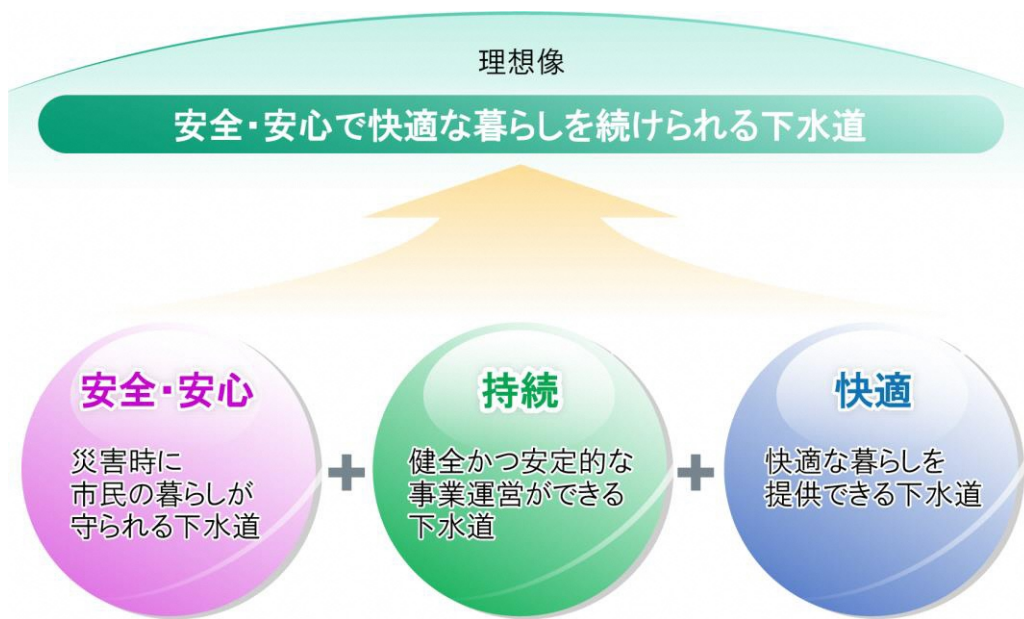 理想像
安全・安心で快適な暮らしを続けられる下水道
安全・安心
災害時に
市民の暮らしが
守られる下水道
+
持続
健全かつ安定的な
事業運営ができる
下水道
+
快適
快適な暮らしを
提供できる下水道